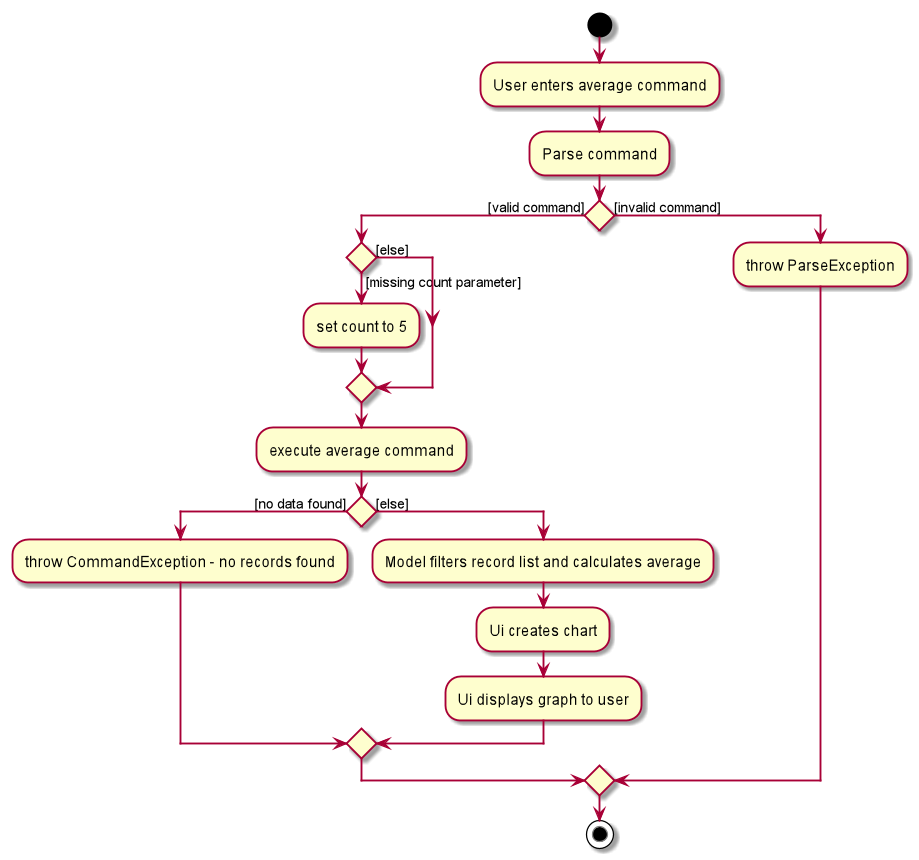 User enters average command
Parse command
[valid command]
[invalid command]
[else]
throw ParseException
[missing count parameter]
set count to 5
execute average command
[no data found]
[else]
throw CommandException - no records found
Model filters record list and calculates average
Ui creates chart
Ui displays graph to user